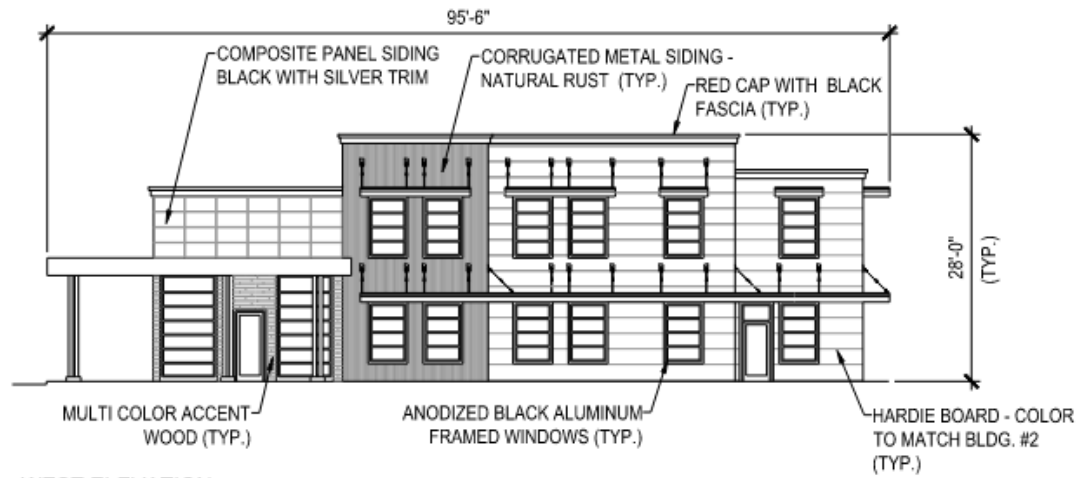 95'-6"
COMPOSITE PANEL SIDING
BLACK WITH SILVER TRIM
CORRUGATED METAL SIDING -
NATURAL RUST (TYP.)
RED CAP WITH BLACK
FASCIA (TYP.)
28'-0"
(TYP.)
MULTI COLOR ACCENT
WOOD (TYP.)
ANODIZED BLACK ALUMINUM
FRAMED WINDOWS (TYP.)
HARDIE BOARD - COLOR
TO MATCH BLDG. #2
(TYP.)